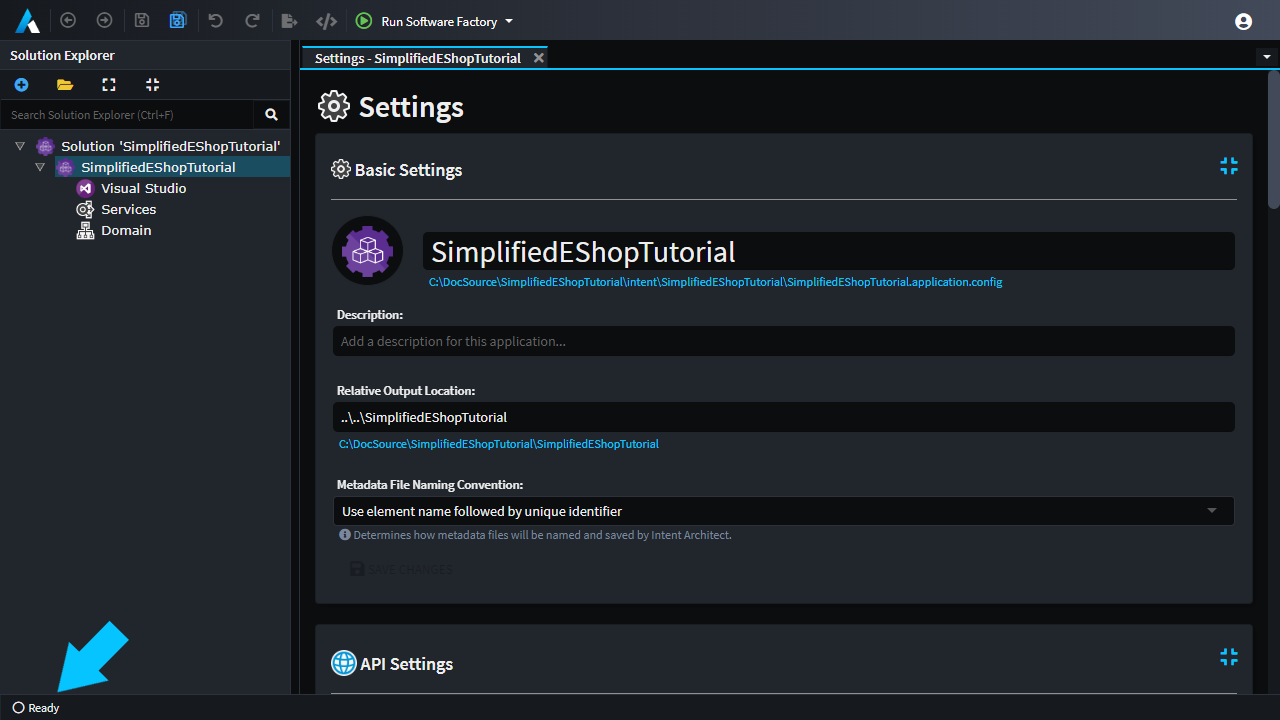 Run Software Factory
Solution Explorer
Settings - SimplifiedEShopTutorial
Search Solution Explorer (Ctrl+F)
Solution 'SimplifiedEShopTutorial'
SimplifiedEShopTutorial
Visual Studio
Services
Domain
Settings
Basic Settings
SimplifiedEShopTutorial
C:\DocSource\SimplifiedEShopTutorial\intent\SimplifiedEShopTutorial\SimplifiedEShopTutorial.application.config
Description:
Add a description for this application...
Relative Output Location:
..\..\SimplifiedEShopTutorial
C:\DocSource\SimplifiedEShopTutorial\SimplifiedEShopTutorial
Metadata File Naming Convention:
Use element name followed by unique identifier
Determines how metadata files will be named and saved by Intent Architect.
SAVE CHANGES
API Settings
Ready